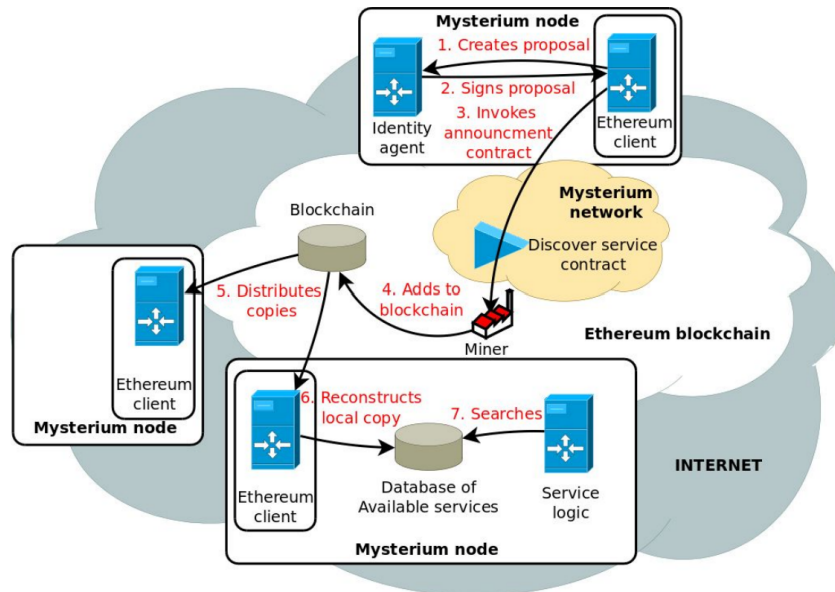 Mysterium node
1. Creates proposal
2. Signs proposal
3. Invokes
announcment
contract
Identity
agent
Ethereum
client
Mysterium
network
Discover service
contract
Blockchain
5. Distributes
copies
4. Adds to
blockchain
Miner
Ethereum blockchain
Ethereum
client
Mysterium node
6. Reconstructs
local copy
7. Searches
INTERNET
Ethereum
client
Database of
Available services
Service
logic
Mysterium node